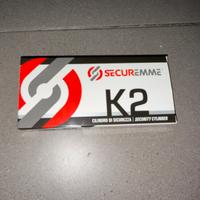 SECUREMME
K2
CILINDRO DI SICUREZZA | SECURITY CYLINDER